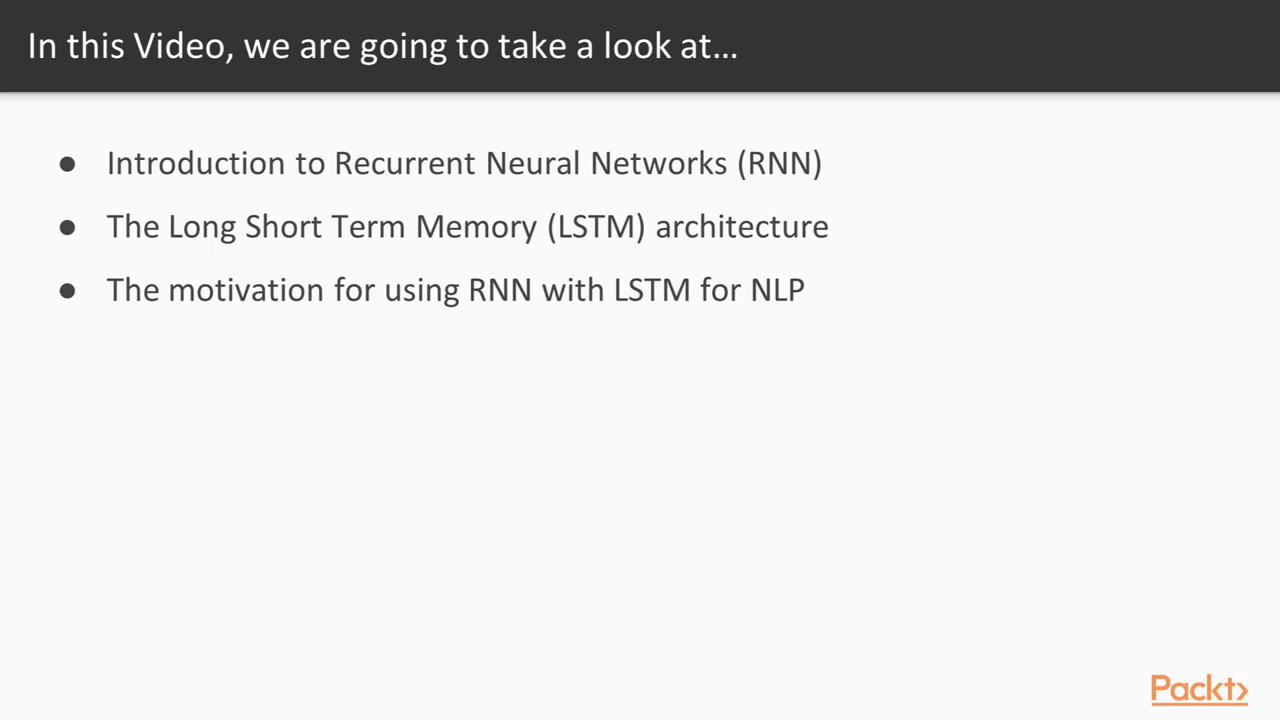 In this Video, we are going to take a look at...
● Introduction to Recurrent Neural Networks (RNN)
● The Long Short Term Memory (LSTM) architecture
● The motivation for using RNN with LSTM for NLP
Packt>